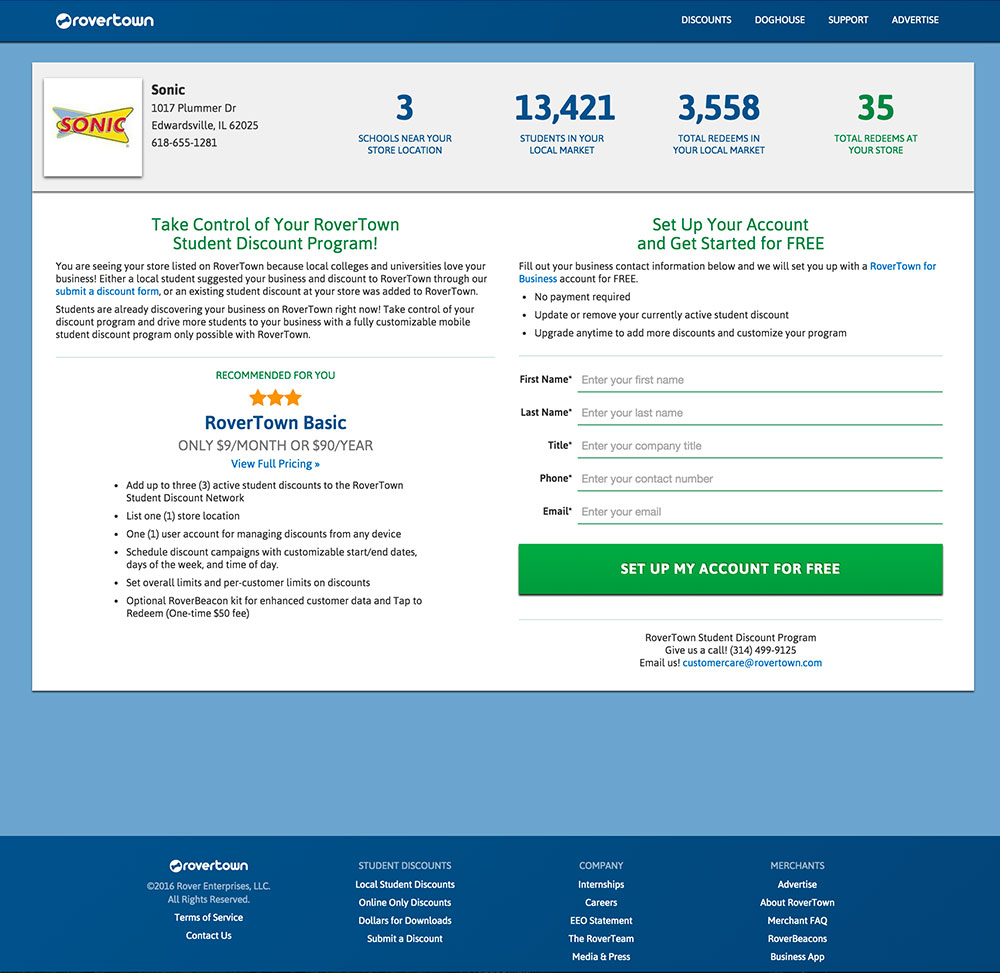 rovertown
DISCOUNTS
DOGHOUSE
SUPPORT
ADVERTISE
SONIC
Sonic
1017 Plummer Dr
Edwardsville, IL 62025
618-655-1281
3
SCHOOLS NEAR YOUR
STORE LOCATION
13,421
STUDENTS IN YOUR
LOCAL MARKET
3,558
TOTAL REDEEMS IN
YOUR LOCAL MARKET
35
TOTAL REDEEMS AT
YOUR STORE
Take Control of Your RoverTown
Student Discount Program!
You are seeing your store listed on RoverTown because local colleges and universities love your
business! Either a local student suggested your business and discount to RoverTown through our
submit a discount form, or an existing student discount at your store was added to RoverTown.
Students are already discovering your business on RoverTown right now! Take control of your
discount program and drive more students to your business with a fully customizable mobile
student discount program only possible with RoverTown.
RECOMMENDED FOR YOU
RoverTown Basic
ONLY $9/MONTH OR $90/YEAR
View Full Pricing »
• Add up to three (3) active student discounts to the RoverTown
Student Discount Network
• List one (1) store location
• One (1) user account for managing discounts from any device
• Schedule discount campaigns with customizable start/end dates,
days of the week, and time of day.
• Set overall limits and per-customer limits on discounts
• Optional RoverBeacon kit for enhanced customer data and Tap to
Redeem (One-time $50 fee)
Set Up Your Account
and Get Started for FREE
Fill out your business contact information below and we will set you up with a RoverTown for
Business account for FREE.
• No payment required
• Update or remove your currently active student discount
• Upgrade anytime to add more discounts and customize your program
First Name* Enter your first name
Last Name* Enter your last name
Title* Enter your company title
Phone* Enter your contact number
Email* Enter your email
SET UP MY ACCOUNT FOR FREE
RoverTown Student Discount Program
Give us a call! (314) 499-9125
Email us! customercare@rovertown.com
rovertown
©2016 Rover Enterprises, LLC.
All Rights Reserved.
Terms of Service
Contact Us
STUDENT DISCOUNTS
Local Student Discounts
Online Only Discounts
Dollars for Downloads
Submit a Discount
COMPANY
Internships
Careers
EEO Statement
The RoverTeam
Media & Press
MERCHANTS
Advertise
About RoverTown
Merchant FAQ
RoverBeacons
Business App